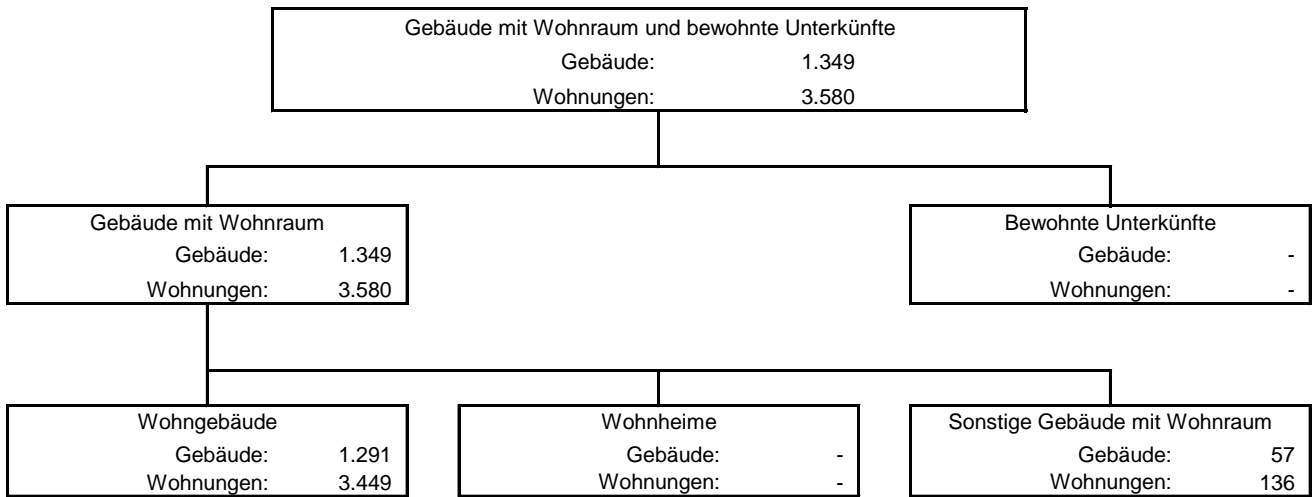 Gebäude mit Wohnraum und bewohnte Unterkünfte
Gebäude: 1.349
Wohnungen: 3.580
Gebäude mit Wohnraum
Gebäude: 1.349
Wohnungen: 3.580
Bewohnte Unterkünfte
Gebäude: -
Wohnungen: -
Wohngebäude
Gebäude: 1.291
Wohnungen: 3.449
Wohnheime
Gebäude: -
Wohnungen: -
Sonstige Gebäude mit Wohnraum
Gebäude: 57
Wohnungen: 136